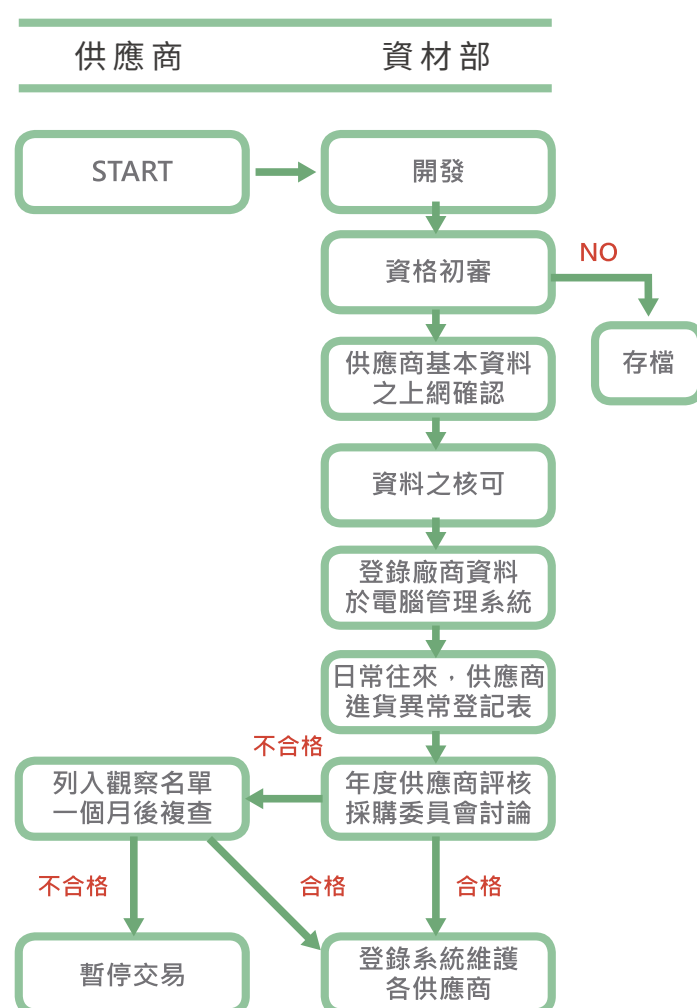 供應商
資材部
START
開發
資格初審
NO
存檔
供應商基本資料
之上網確認
資料之核可
登錄廠商資料
於電腦管理系統
日常往來，供應商
進貨異常登記表
不合格
列入觀察名單
一個月後複查
年度供應商評核
採購委員會討論
不合格
合格
合格
暫停交易
登錄系統維護
各供應商